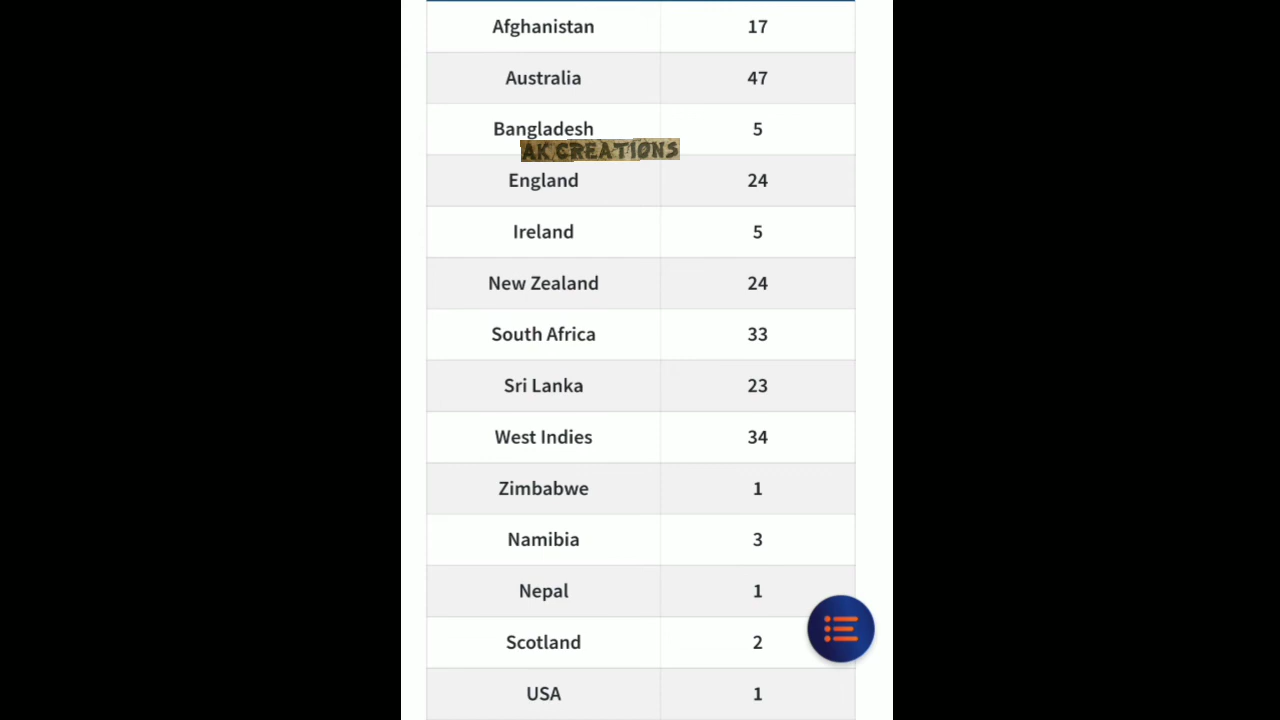 Afghanistan 17
Australia 47
Bangladesh 5
AK CREATIONS
England 24
Ireland 5
New Zealand 24
South Africa 33
Sri Lanka 23
West Indies 34
Zimbabwe 1
Namibia 3
Nepal 1
Scotland 2
USA 1